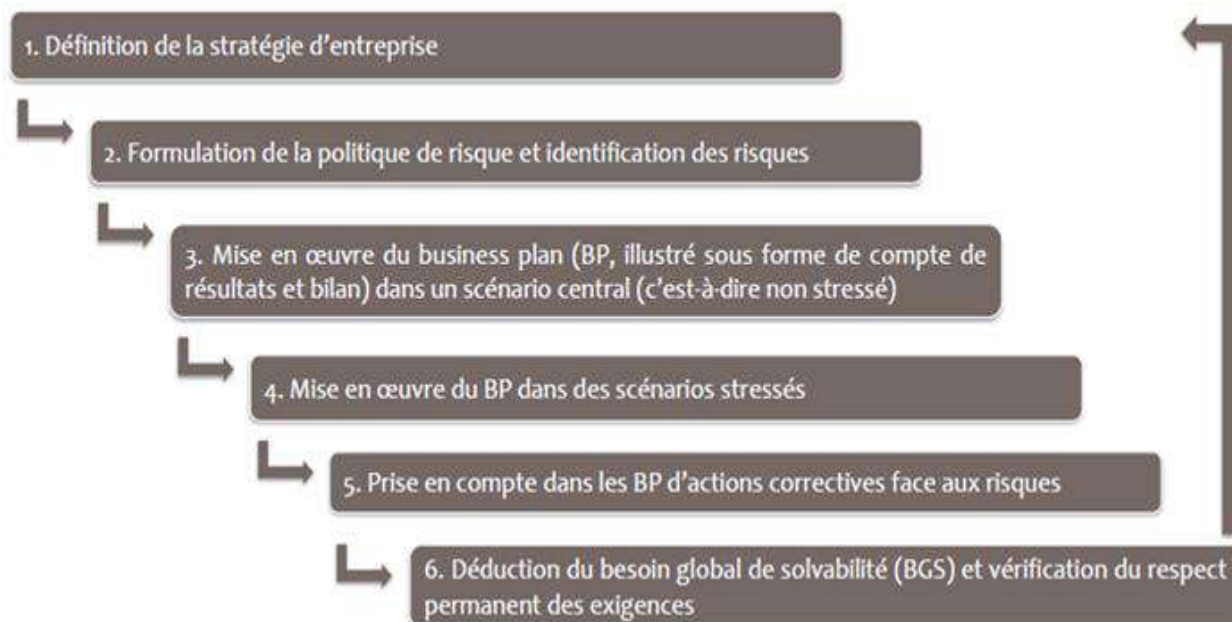 1. Définition de la stratégie d'entreprise
2. Formulation de la politique de risque et identification des risques
3. Mise en œuvre du business plan (BP, illustré sous forme de compte de
résultats et bilan) dans un scénario central (c'est-à-dire non stressé)
4. Mise en œuvre du BP dans des scénarios stressés
5. Prise en compte dans les BP d'actions correctives face aux risques
6. Déduction du besoin global de solvabilité (BGS) et vérification du respect
permanent des exigences